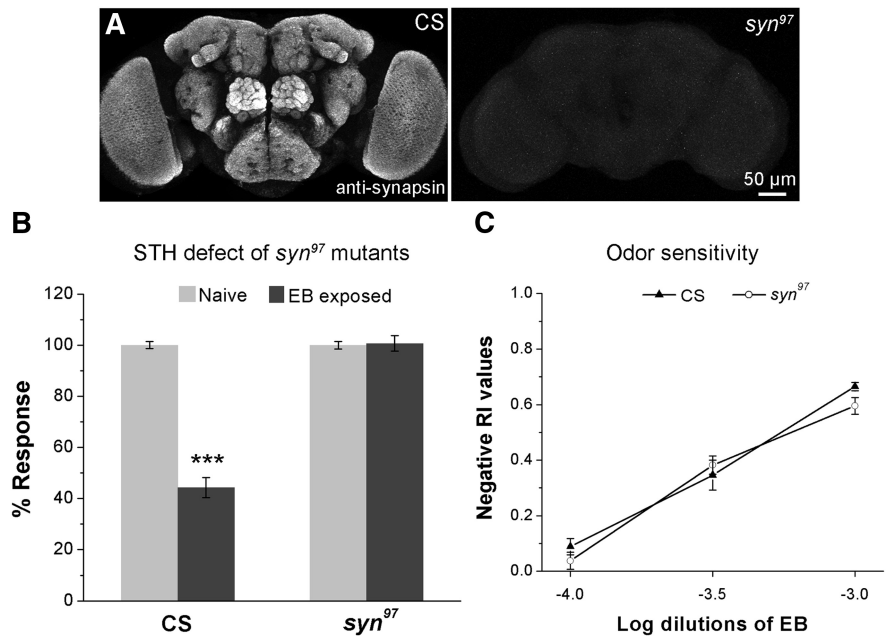 A
CS
anti-synapsin
syn97
50 µm
B
STH defect of syn97 mutants
Naive
EB exposed
% Response
120
100
80
60
40
20
0
***
CS
syn97
C
Odor sensitivity
CS
syn97
Negative RI values
1.0
0.8
0.6
0.4
0.2
0.0
-4.0
-3.5
-3.0
Log dilutions of EB